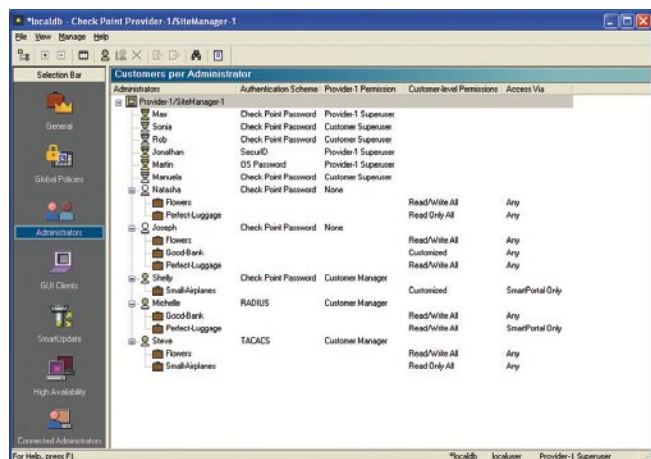 *localdb - Check Point Provider-1/SiteManager-1
File View Manage Help
Selection Bar
General
Global Policies
Administrators
GUI Clients
SmartUpdate
High Availability
Connected Administrators
Customers per Administrator
Administrators Authentication Scheme Provider-1 Permission Customer-level Permissions Access Via
Provider-1/SiteManager-1
Max Check Point Password Provider-1 Superuser
Sonia Check Point Password Customer Superuser
Rob Check Point Password Customer Superuser
Jonathan SecurID Provider-1 Superuser
Martin OS Password Provider-1 Superuser
Manuela Check Point Password Customer Superuser
Natasha Check Point Password None
Flowers Read/Write All Any
Perfect-Luggage Read Only All Any
Joseph Check Point Password None
Flowers Read/Write All Any
Good-Bank Customized Any
Perfect-Luggage Read/Write All Any
Shelly Check Point Password Customer Manager
Small-Airplanes Customized SmartPortal Only
Michelle RADIUS Customer Manager
Good-Bank Read/Write All Any
Perfect-Luggage Read/Write All SmartPortal Only
Steve TACACS Customer Manager
Flowers Read/Write All Any
Small-Airplanes Read Only All Any
For Help, press F1 *localdb localuser Provider-1 Superuser